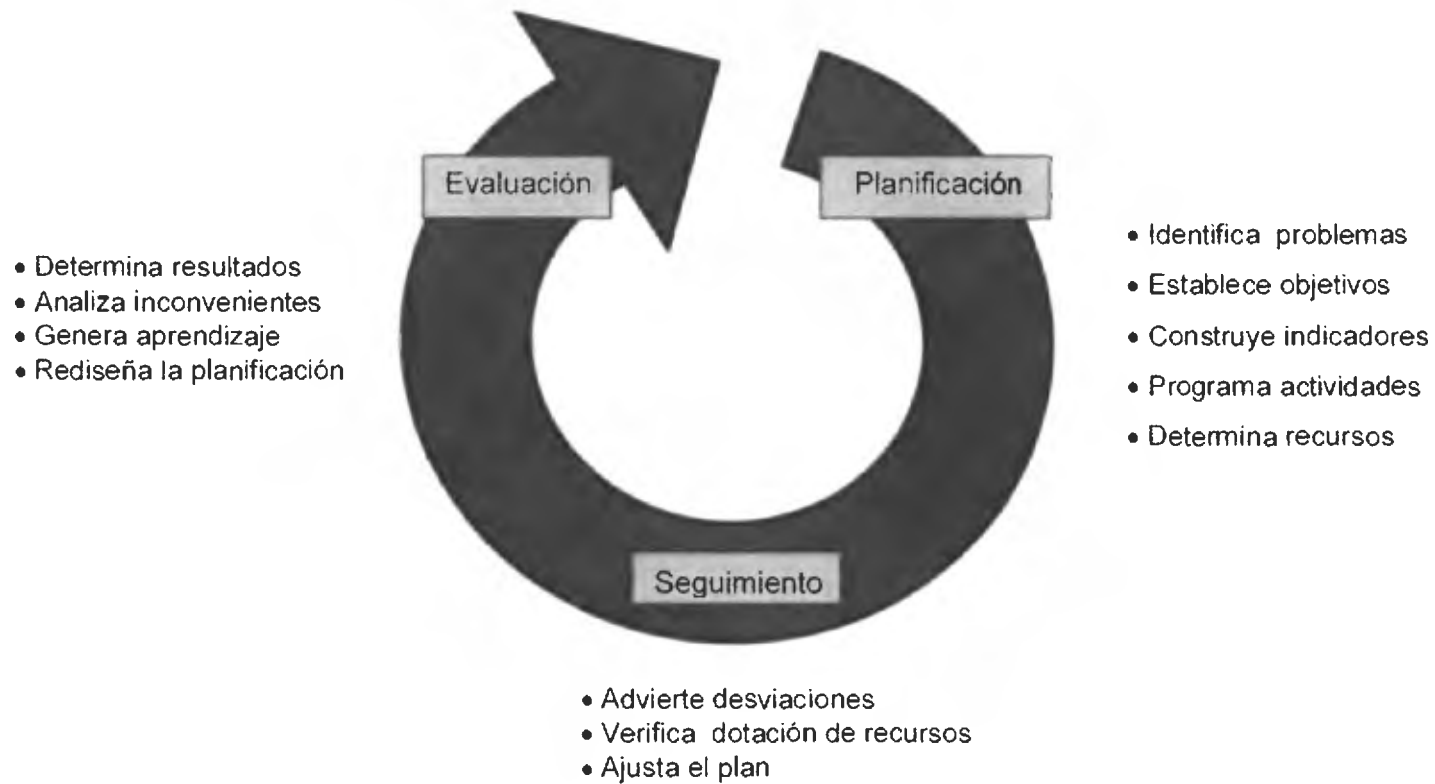 Evaluación
Planificación
• Identifica problemas
• Establece objetivos
• Construye indicadores
• Programa actividades
• Determina recursos
• Determina resultados
• Analiza inconvenientes
• Genera aprendizaje
• Rediseña la planificación
Seguimiento
• Advierte desviaciones
• Verifica dotación de recursos
• Ajusta el plan